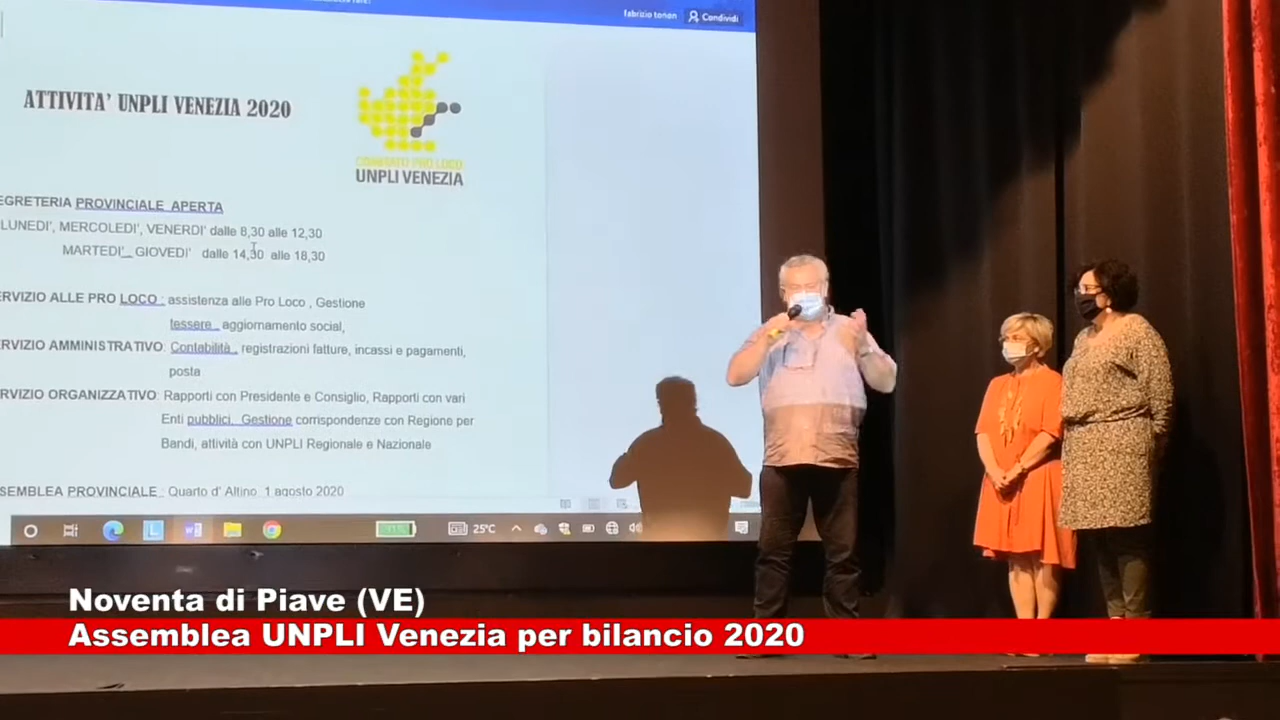 fabrizio tonon Condividi
ATTIVITA' UNPLI VENEZIA 2020
COMITATO PRO LOCO
UNPLI VENEZIA
EGRETERIA PROVINCIALE APERTA
LUNEDI', MERCOLEDI', VENERDI' dalle 8,30 alle 12,30
MARTEDI' GIOVEDI' dalle 14,30 alle 18,30
ERVIZIO ALLE PRO LOCO : assistenza alle Pro Loco , Gestione
tessere aggiornamento social,
ERVIZIO AMMINISTRATIVO: Contabilità , registrazioni fatture, incassi e pagamenti,
posta
RVIZIO ORGANIZZATIVO: Rapporti con Presidente e Consiglio, Rapporti con vari
Enti pubblici, Gestione corrispondenze con Regione per
Bandi, attività con UNPLI Regionale e Nazionale
SEMBLEA PROVINCIALE : Quarto d' Altino, 1 agosto 2020
25°C
Noventa di Piave (VE)
Assemblea UNPLI Venezia per bilancio 2020